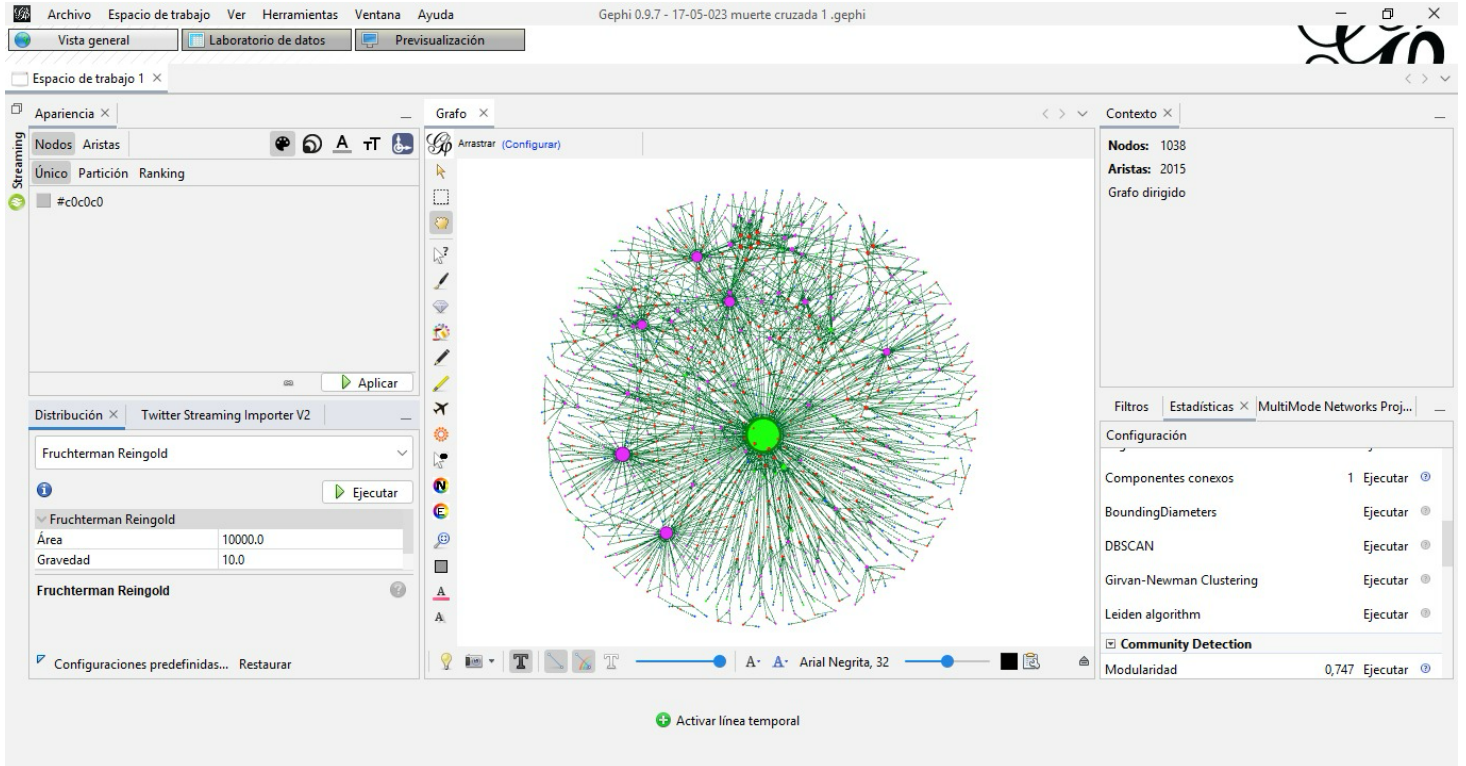 Archivo Espacio de trabajo Ver Herramientas Ventana Ayuda Gephi 0.9.7 - 17-05-023 muerte cruzada 1 .gephi
Vista general Laboratorio de datos Previsualización
Espacio de trabajo 1
Streaming
Apariencia
Nodos Aristas
Único Partición Ranking
#c0c0c0
Aplicar
Distribución Twitter Streaming Importer V2
Fruchterman Reingold
Ejecutar
Fruchterman Reingold
Área 10000.0
Gravedad 10.0
Fruchterman Reingold
Configuraciones predefinidas... Restaurar
Grafo
Arrastrar (Configurar)
Arial Negrita, 32
Contexto
Nodos: 1038
Aristas: 2015
Grafo dirigido
Filtros Estadísticas MultiMode Networks Proj...
Configuración
Componentes conexos 1 Ejecutar
BoundingDiameters Ejecutar
DBSCAN Ejecutar
Girvan-Newman Clustering Ejecutar
Leiden algorithm Ejecutar
Community Detection
Modularidad 0,747 Ejecutar
Activar línea temporal